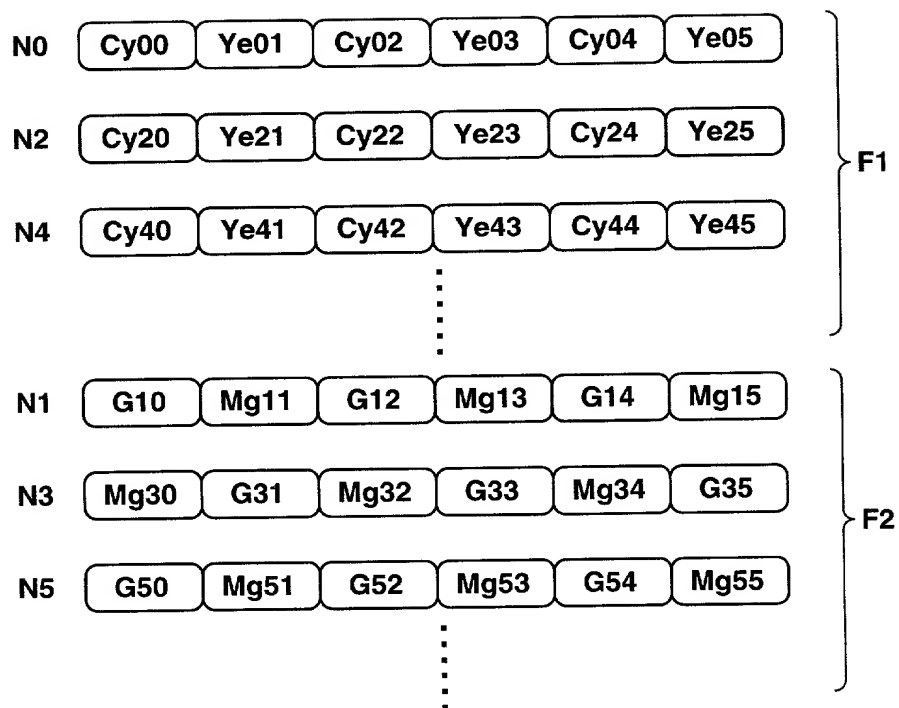 N0 Cy00 Ye01 Cy02 Ye03 Cy04 Ye05
N2 Cy20 Ye21 Cy22 Ye23 Cy24 Ye25
F1
N4 Cy40 Ye41 Cy42 Ye43 Cy44 Ye45
N1 G10 Mg11 G12 Mg13 G14 Mg15
N3 Mg30 G31 Mg32 G33 Mg34 G35
F2
N5 G50 Mg51 G52 Mg53 G54 Mg55